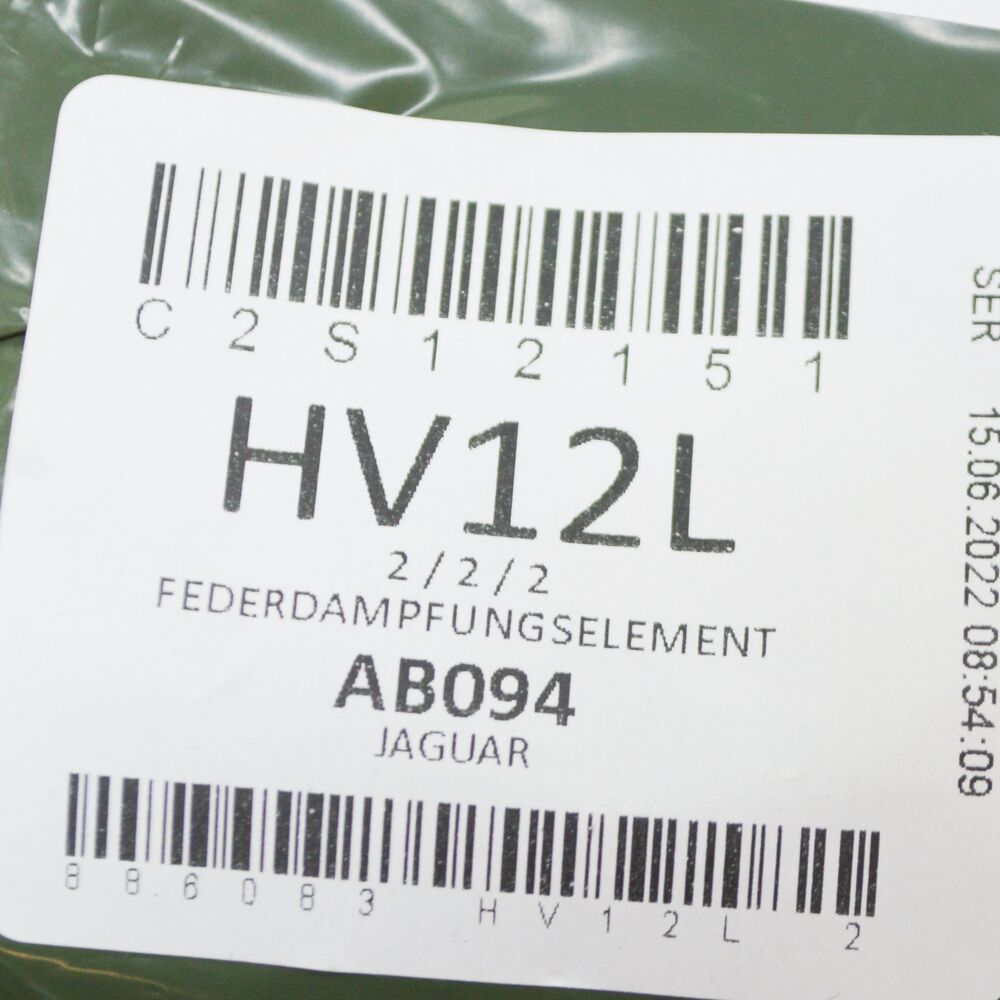 C2S12151
HV12L
2/2/2
FEDERDAMPFUNGSELEMENT
AB094
JAGUAR
886083 HV12L 2
SER 15.06.2022 08:54:09